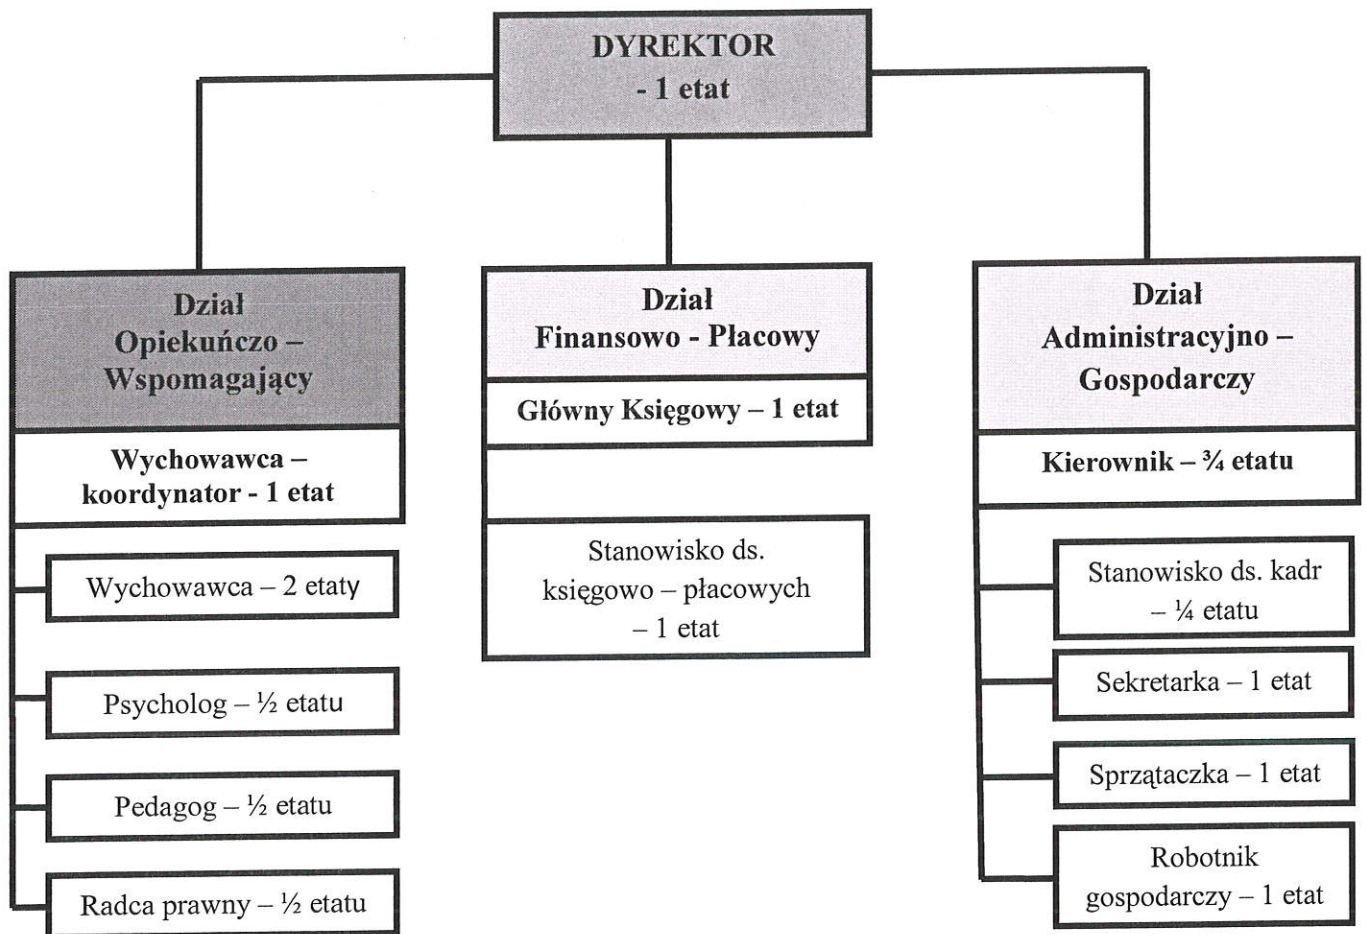 DYREKTOR
- 1 etat
Dział
Opiekuńczo –
Wspomagający
Wychowawca –
koordynator - 1 etat
Wychowawca – 2 etaty
Psycholog – ½ etatu
Pedagog – ½ etatu
Radca prawny – ½ etatu
Dział
Finansowo - Płacowy
Główny Księgowy – 1 etat
Stanowisko ds.
księgowo – płacowych
– 1 etat
Dział
Administracyjno –
Gospodarczy
Kierownik – ¾ etatu
Stanowisko ds. kadr
– ¼ etatu
Sekretarka – 1 etat
Sprzątaczka – 1 etat
Robotnik
gospodarczy – 1 etat